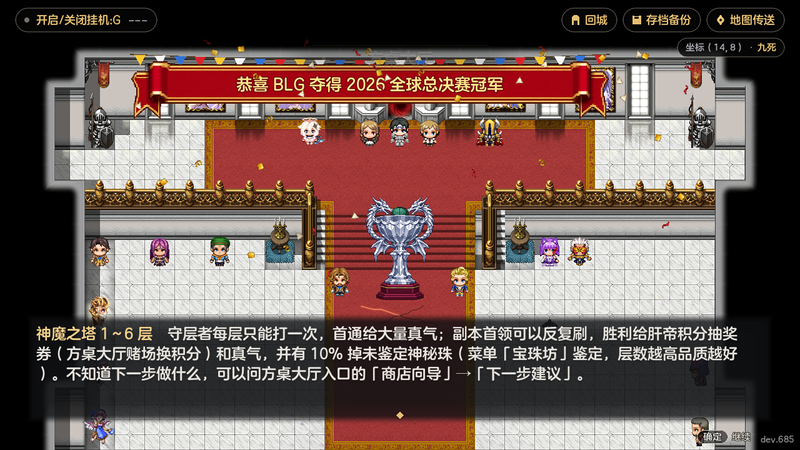 开启/关闭挂机:G ---
回城
存档备份
地图传送
坐标（14,8）· 九死
恭喜 BLG 夺得 2026 全球总决赛冠军
神魔之塔 1～6 层 守层者每层只能打一次，首通给大量真气；副本首领可以反复刷，胜利给肝帝积分抽奖
券（方桌大厅赌场换积分）和真气，并有 10% 掉未鉴定神秘珠（菜单「宝珠坊」鉴定，层数越高品质越好
）。不知道下一步做什么，可以问方桌大厅入口的「商店向导」→「下一步建议」。
确定 继续
dev.685